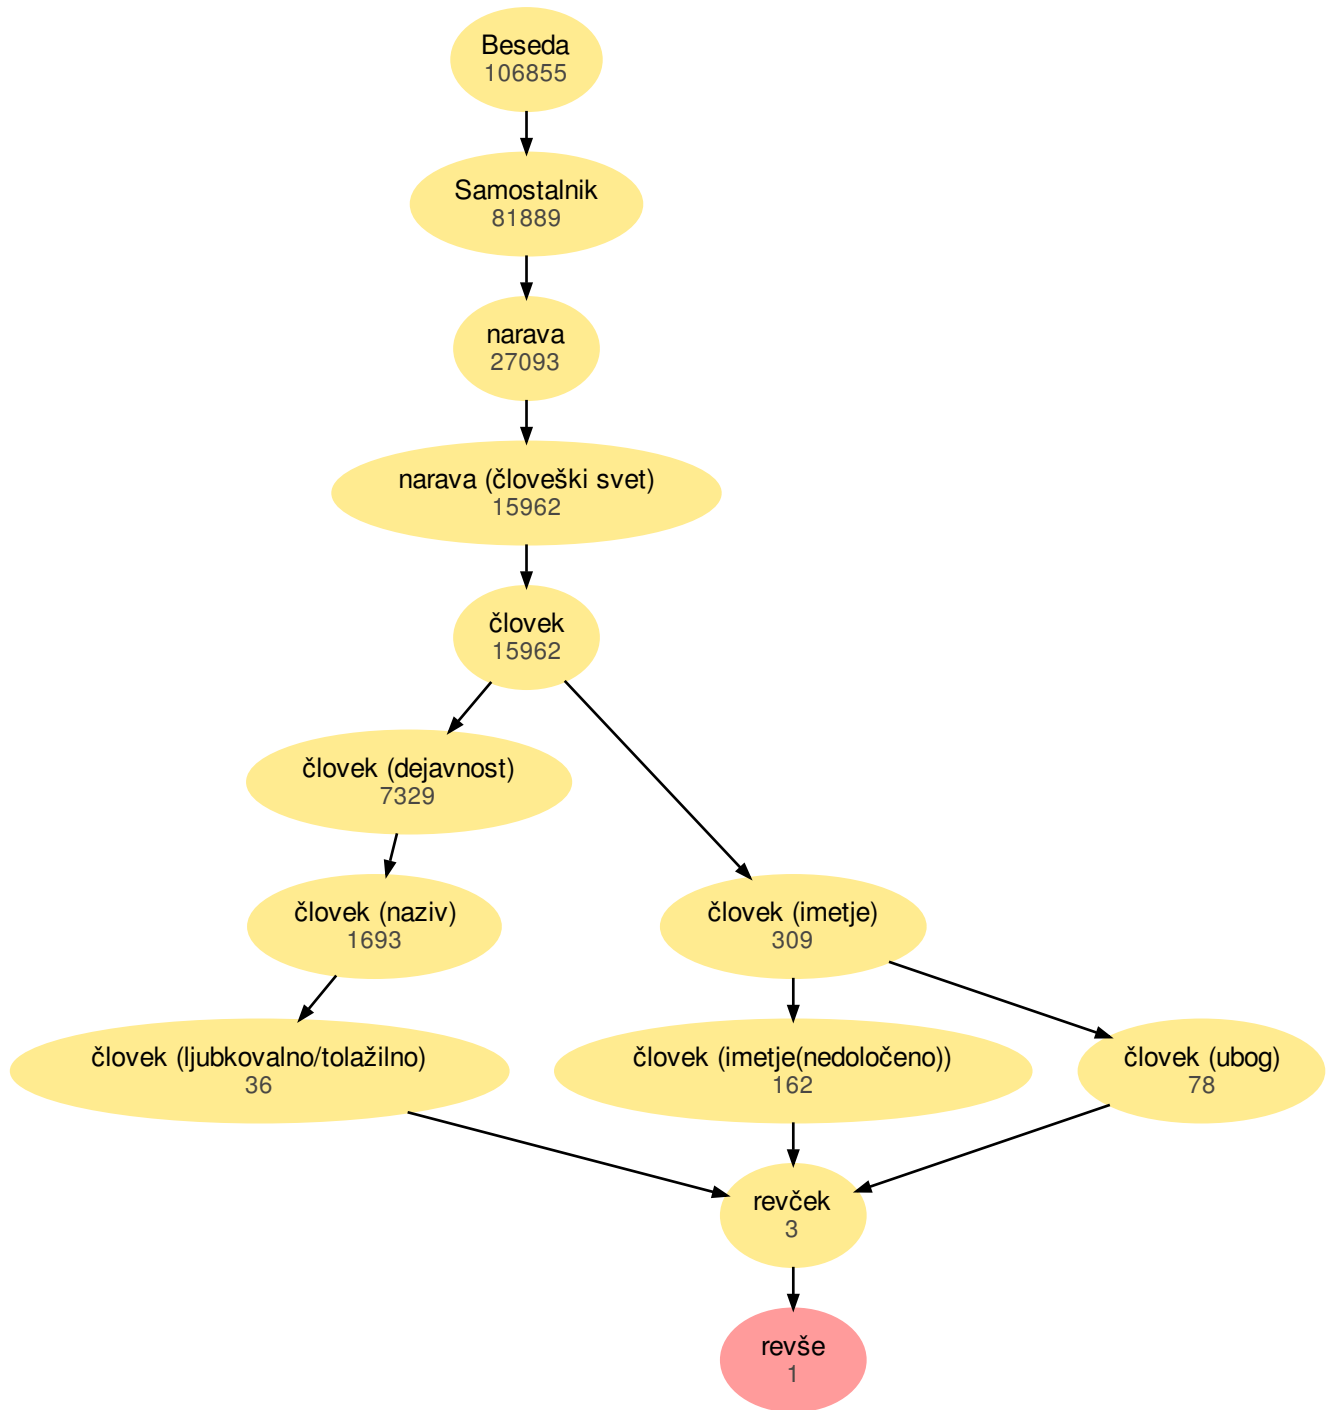 Beseda
106855
Samostalnik
81889
narava
27093
narava (človeški svet)
15962
človek
15962
človek (dejavnost)
7329
človek (naziv)
1693
človek (imetje)
309
človek (ljubkovalno/tolažilno)
36
človek (imetje(nedoločeno))
162
človek (ubog)
78
revček
3
revše
1